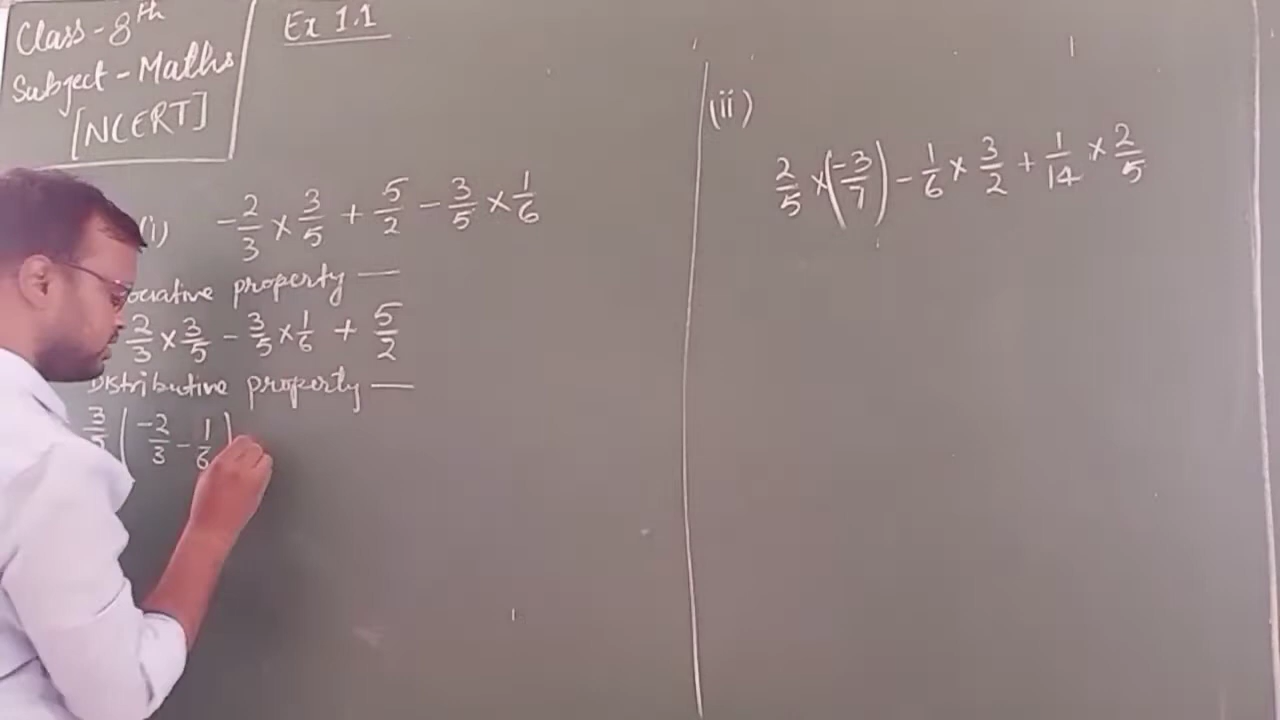 Class-8th
Subject-Maths
[NCERT]
Ex 1.1
(i) -2/3 × 3/5 + 5/2 - 3/5 × 1/6
ociative property —
2/3 × 3/5 - 3/5 × 1/6 + 5/2
Distributive property —
3/5 (-2/3 - 1/6)
(ii)
2/5 × (-3/7) - 1/6 × 3/2 + 1/14 × 2/5